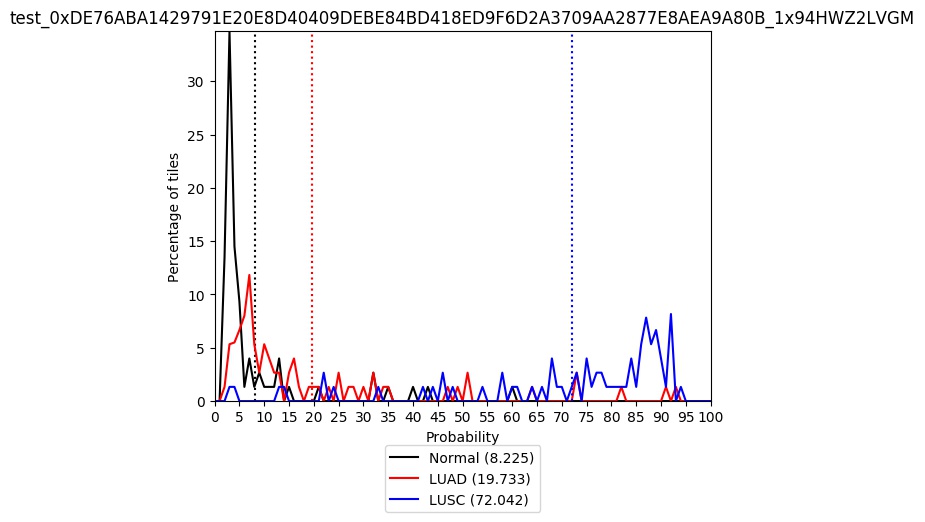 test_0xDE76ABA1429791E20E8D40409DEBE84BD418ED9F6D2A3709AA2877E8AEA9A80B_1x94HWZ2LVGM
30
25
20
15
10
5
0
Percentage of tiles
0 5 10 15 20 25 30 35 40 45 50 55 60 65 70 75 80 85 90 95 100
Probability
Normal (8.225)
LUAD (19.733)
LUSC (72.042)